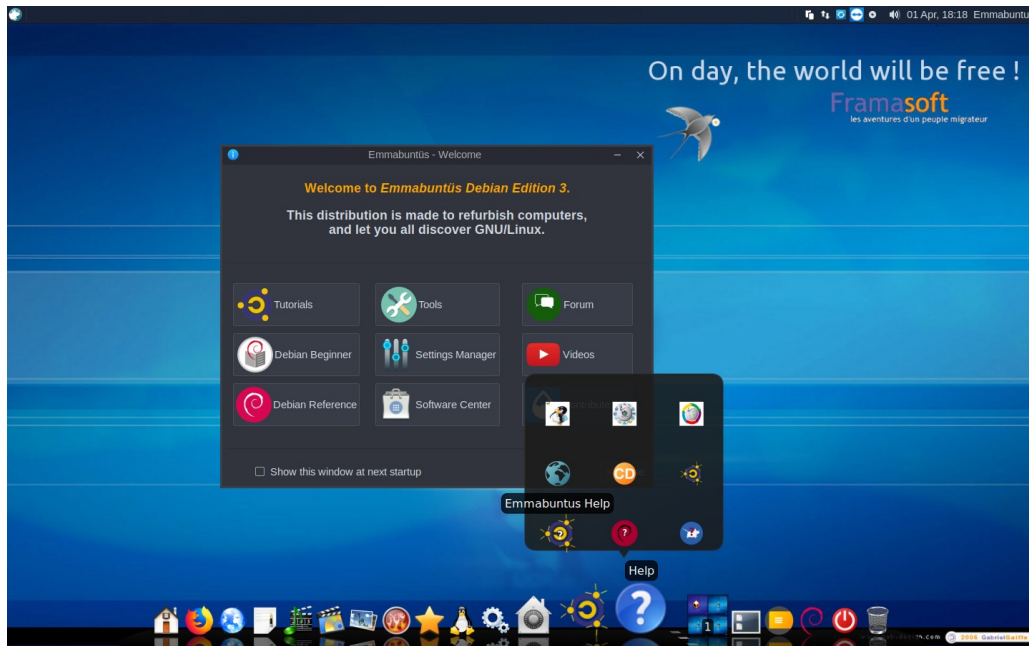 01 Apr, 18:18 Emmabuntu
On day, the world will be free !
Framasoft
les aventures d'un peuple migrateur
Emmabuntüs - Welcome
Welcome to Emmabuntüs Debian Edition 3.
This distribution is made to refurbish computers,
and let you all discover GNU/Linux.
Tutorials
Tools
Forum
Debian Beginner
Settings Manager
Videos
Debian Reference
Software Center
Contribute
Show this window at next startup
CD
Emmabuntus Help
Help
1
2006 GabrielGaiffe